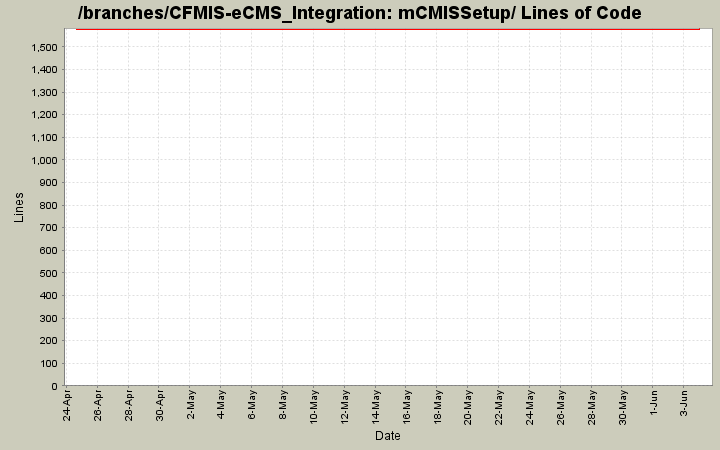 /branches/CFMIS-eCMS_Integration: mCMISSetup/ Lines of Code
1,500
1,400
1,300
1,200
1,100
1,000
900
800
700
600
500
400
300
200
100
0
Lines
24-Apr
26-Apr
28-Apr
30-Apr
2-May
4-May
6-May
8-May
10-May
12-May
14-May
16-May
18-May
20-May
22-May
24-May
26-May
28-May
30-May
1-Jun
3-Jun
Date